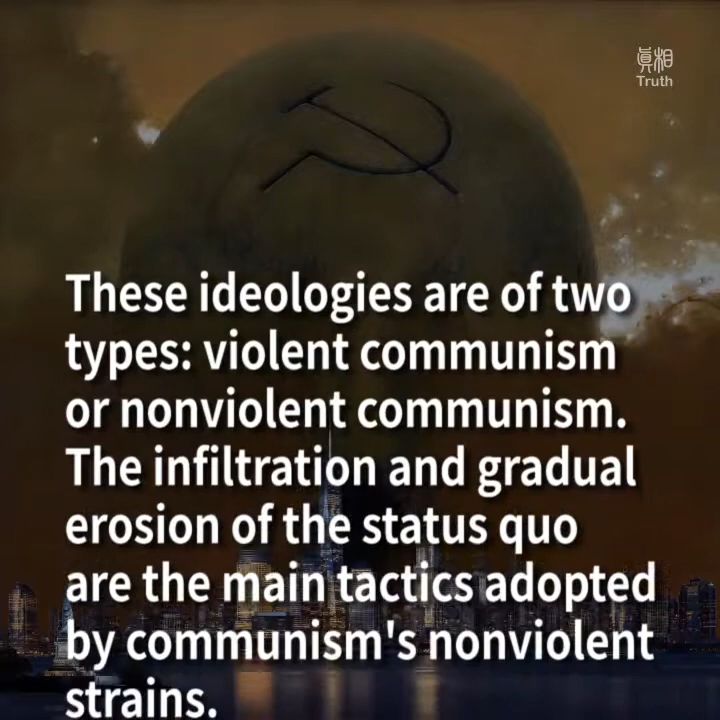 眞相
Truth
These ideologies are of two
types: violent communism
or nonviolent communism.
The infiltration and gradual
erosion of the status quo
are the main tactics adopted
by communism's nonviolent
strains.